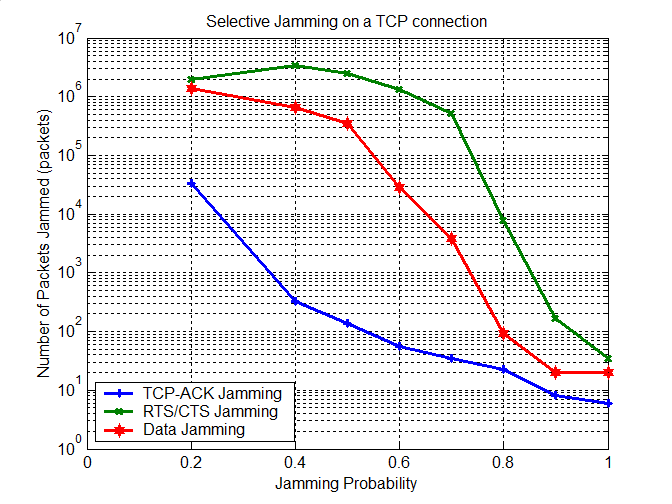 Selective Jamming on a TCP connection
Number of Packets Jammed (packets)
10^7
10^6
10^5
10^4
10^3
10^2
10^1
10^0
TCP-ACK Jamming
RTS/CTS Jamming
Data Jamming
0 0.2 0.4 0.6 0.8 1
Jamming Probability